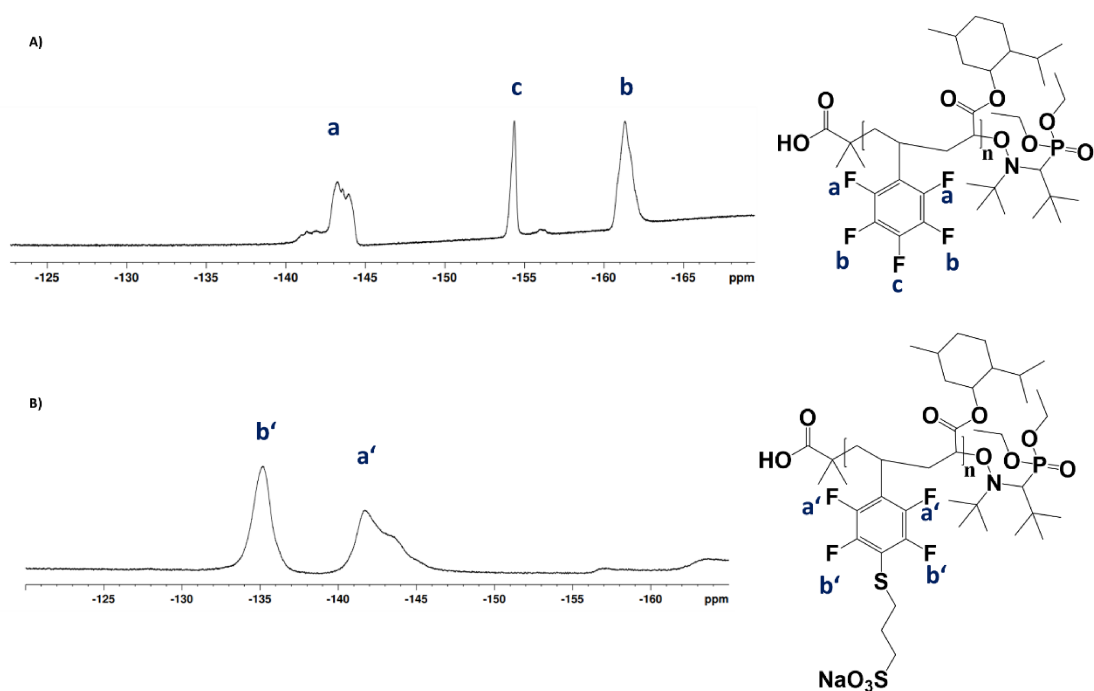 A)
a
c
b
-125 -130 -135 -140 -145 -150 -155 -160 -165 ppm
O
O
O
O
O
HO
n
O
P
O
N
a F
F a
F
F
b
F
b
c
B)
b‘
a‘
-125 -130 -135 -140 -145 -150 -155 -160 ppm
O
O
O
O
O
HO
n
O
P
O
N
a‘ F
F a‘
F
F
b‘
S
b‘
NaO₃S